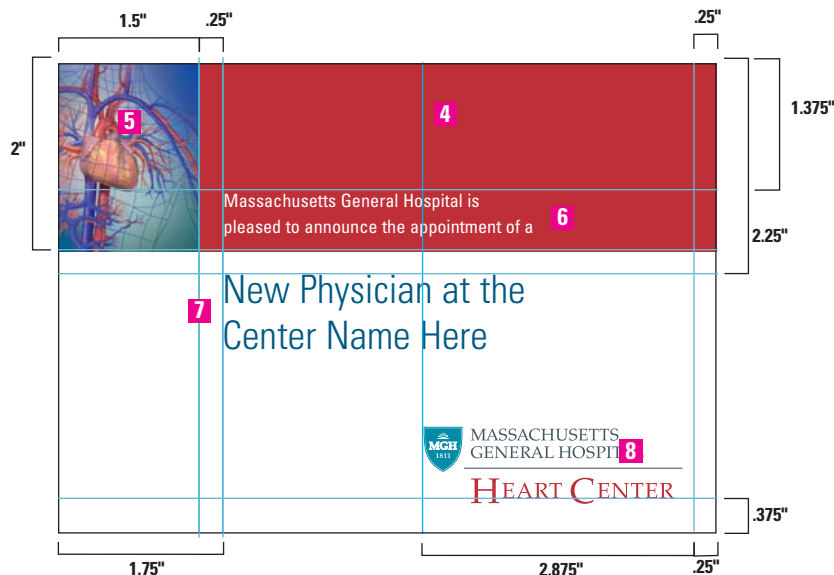 1.5" .25" .25"
5
4
1.375"
2"
Massachusetts General Hospital is
pleased to announce the appointment of a
6
2.25"
7
New Physician at the
Center Name Here
MGH
1811
MASSACHUSETTS
GENERAL HOSPIT
8
HEART CENTER
.375"
1.75" 2.875" .25"